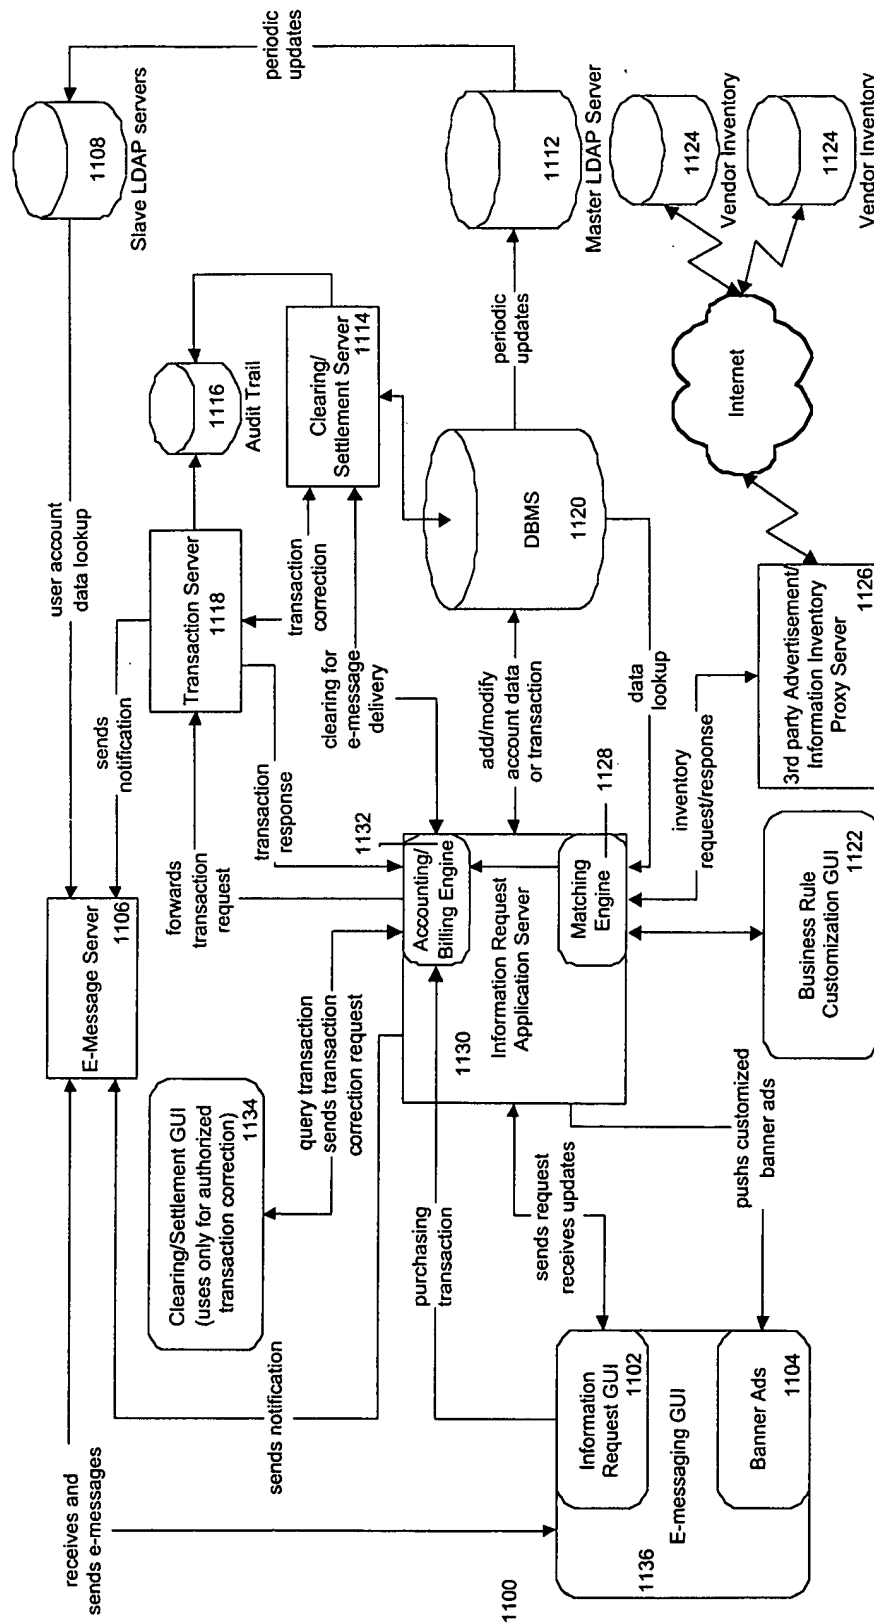 receives and
sends e-messages
E-Message Server
1106
user account
data lookup
Slave LDAP servers
1108
periodic
updates
sends notification
Clearing/Settlement GUI
(uses only for authorized
transaction correction)
1134
sends
notification
Transaction Server
1118
Audit Trail
1116
forwards
transaction
request
transaction
response
transaction
correction
Clearing/
Settlement Server
1114
query transaction
sends transaction
correction request
clearing for
e-message
delivery
1132
purchasing
transaction
Accounting/
Billing Engine
1130
Information Request
Application Server
Matching
Engine
1128
add/modify
account data
or transaction
DBMS
1120
periodic
updates
Master LDAP Server
1112
sends request
receives updates
data
lookup
1100
1136
Information
Request GUI
1102
E-messaging GUI
Banner Ads
1104
pushs customized
banner ads
inventory
request/response
Business Rule
Customization GUI
1122
3rd party Advertisement/
Information Inventory
Proxy Server
1126
Internet
1124
Vendor Inventory
1124
Vendor Inventory